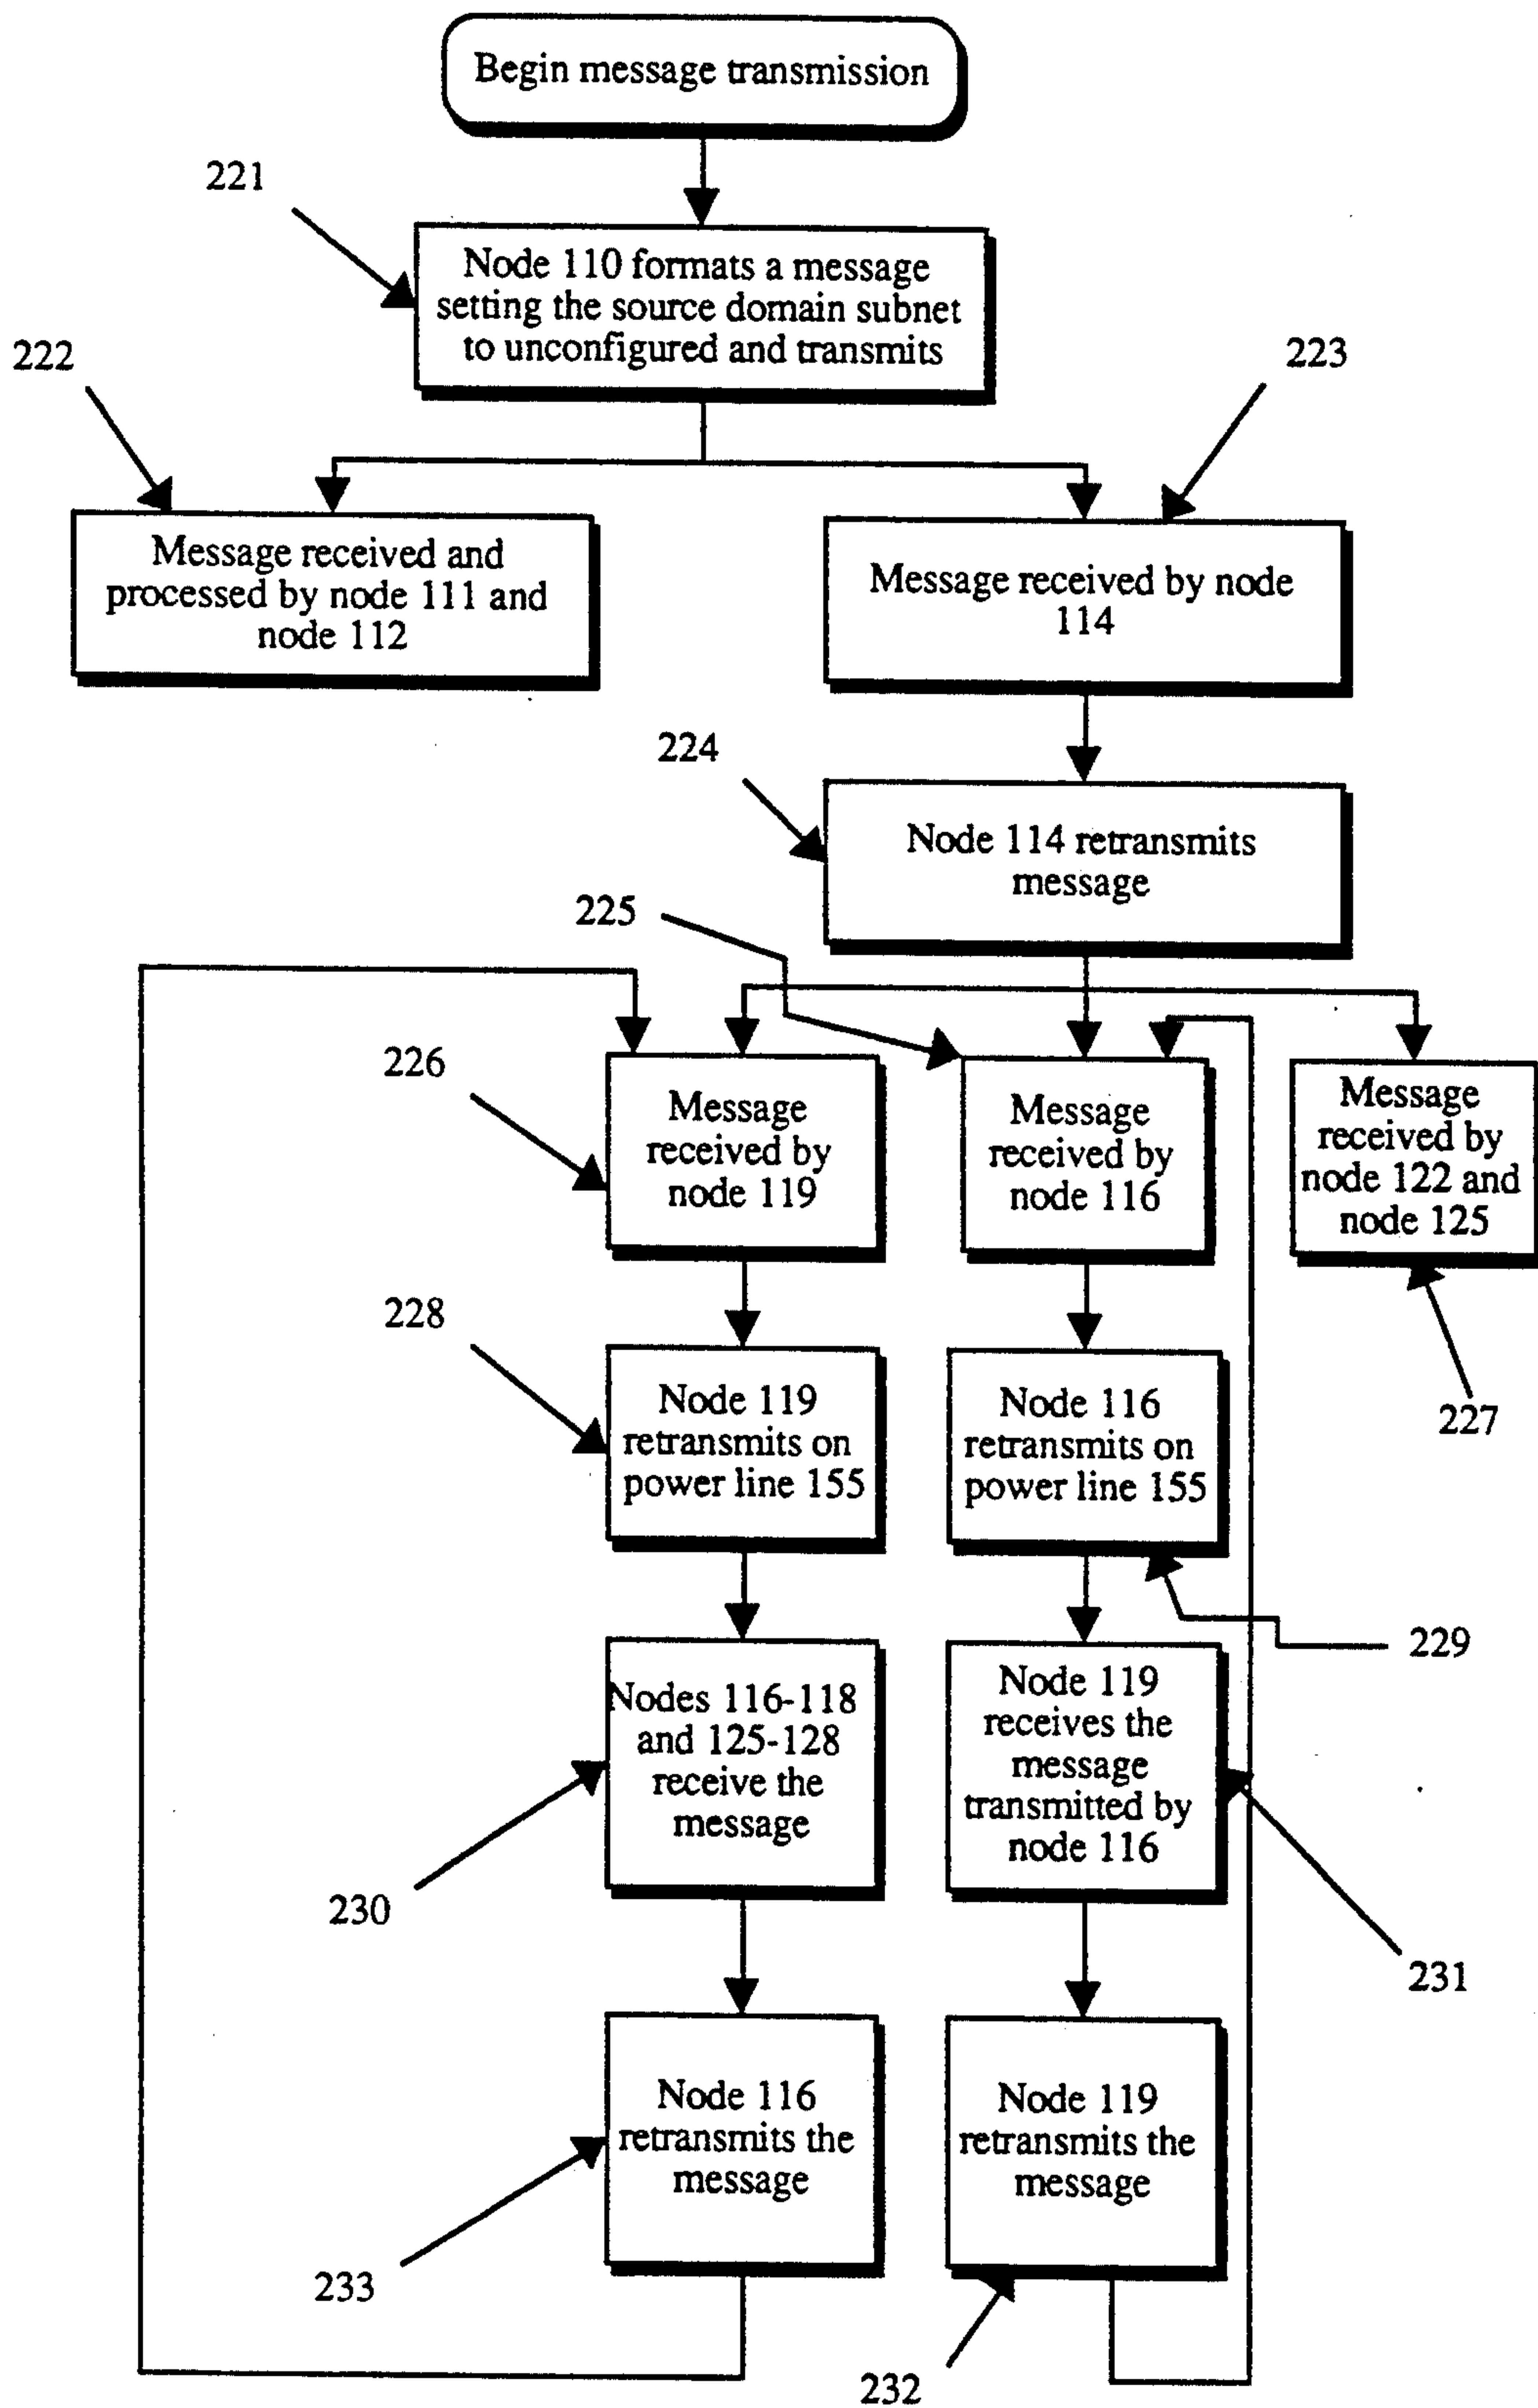 Begin message transmission
221
Node 110 formats a message
setting the source domain subnet
to unconfigured and transmits
222
223
Message received and
processed by node 111 and
node 112
Message received by node
114
224
Node 114 retransmits
message
225
226
Message
received by
node 119
Message
received by
node 116
Message
received by
node 122 and
node 125
227
228
Node 119
retransmits on
power line 155
Node 116
retransmits on
power line 155
229
Nodes 116-118
and 125-128
receive the
message
230
Node 119
receives the
message
transmitted by
node 116
231
Node 116
retransmits the
message
233
Node 119
retransmits the
message
232